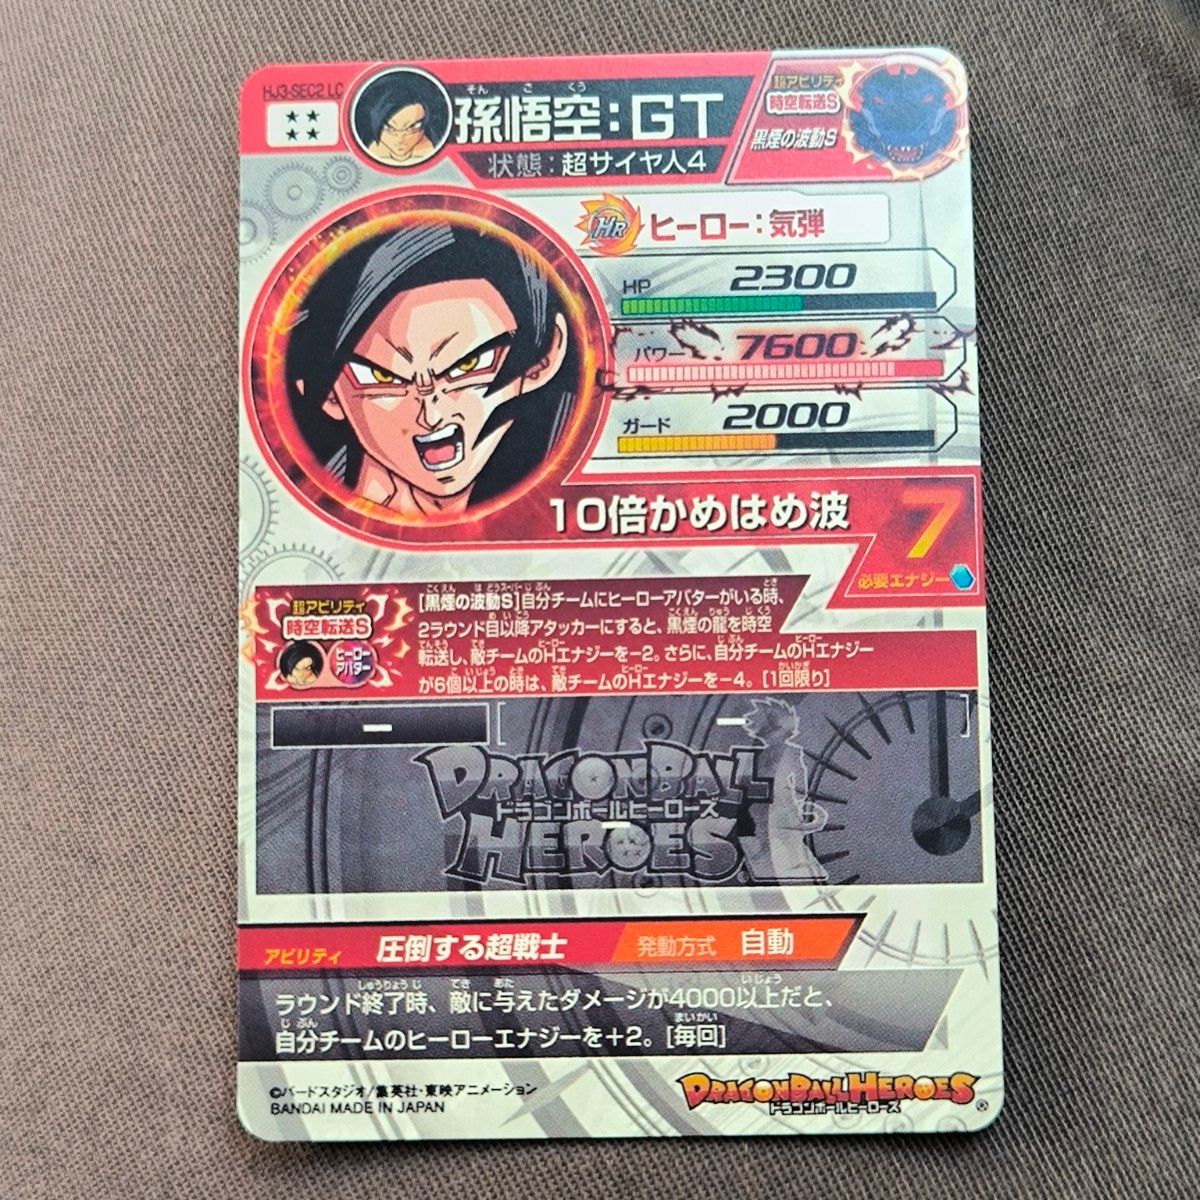 HJ3-SEC2 LC
孫悟空:GT
そん ご くう
状態:超サイヤ人4
超アビリティ
時空転送S
黒煙の波動S
HR ヒーロー:気弾
HP 2300
パワー 7600
ガード 2000
10倍かめはめ波
7
必要エナジー
超アビリティ
時空転送S
ヒーロー
アバター
[黒煙の波動S]自分チームにヒーローアバターがいる時、
2ラウンド目以降アタッカーにすると、黒煙の龍を時空
転送し、敵チームのHエナジーを−2。さらに、自分チームのHエナジー
が6個以上の時は、敵チームのHエナジーを−4。[1回限り]
ー [ ー ]
DRAGON BALL
ドラゴンボールヒーローズ
HEROES
ー
アビリティ 圧倒する超戦士 発動方式 自動
ラウンド終了時、敵に与えたダメージが4000以上だと、
自分チームのヒーローエナジーを+2。[毎回]
©バードスタジオ/集英社・東映アニメーション
BANDAI MADE IN JAPAN
DRAGON BALL HEROES
ドラゴンボールヒーローズ ®